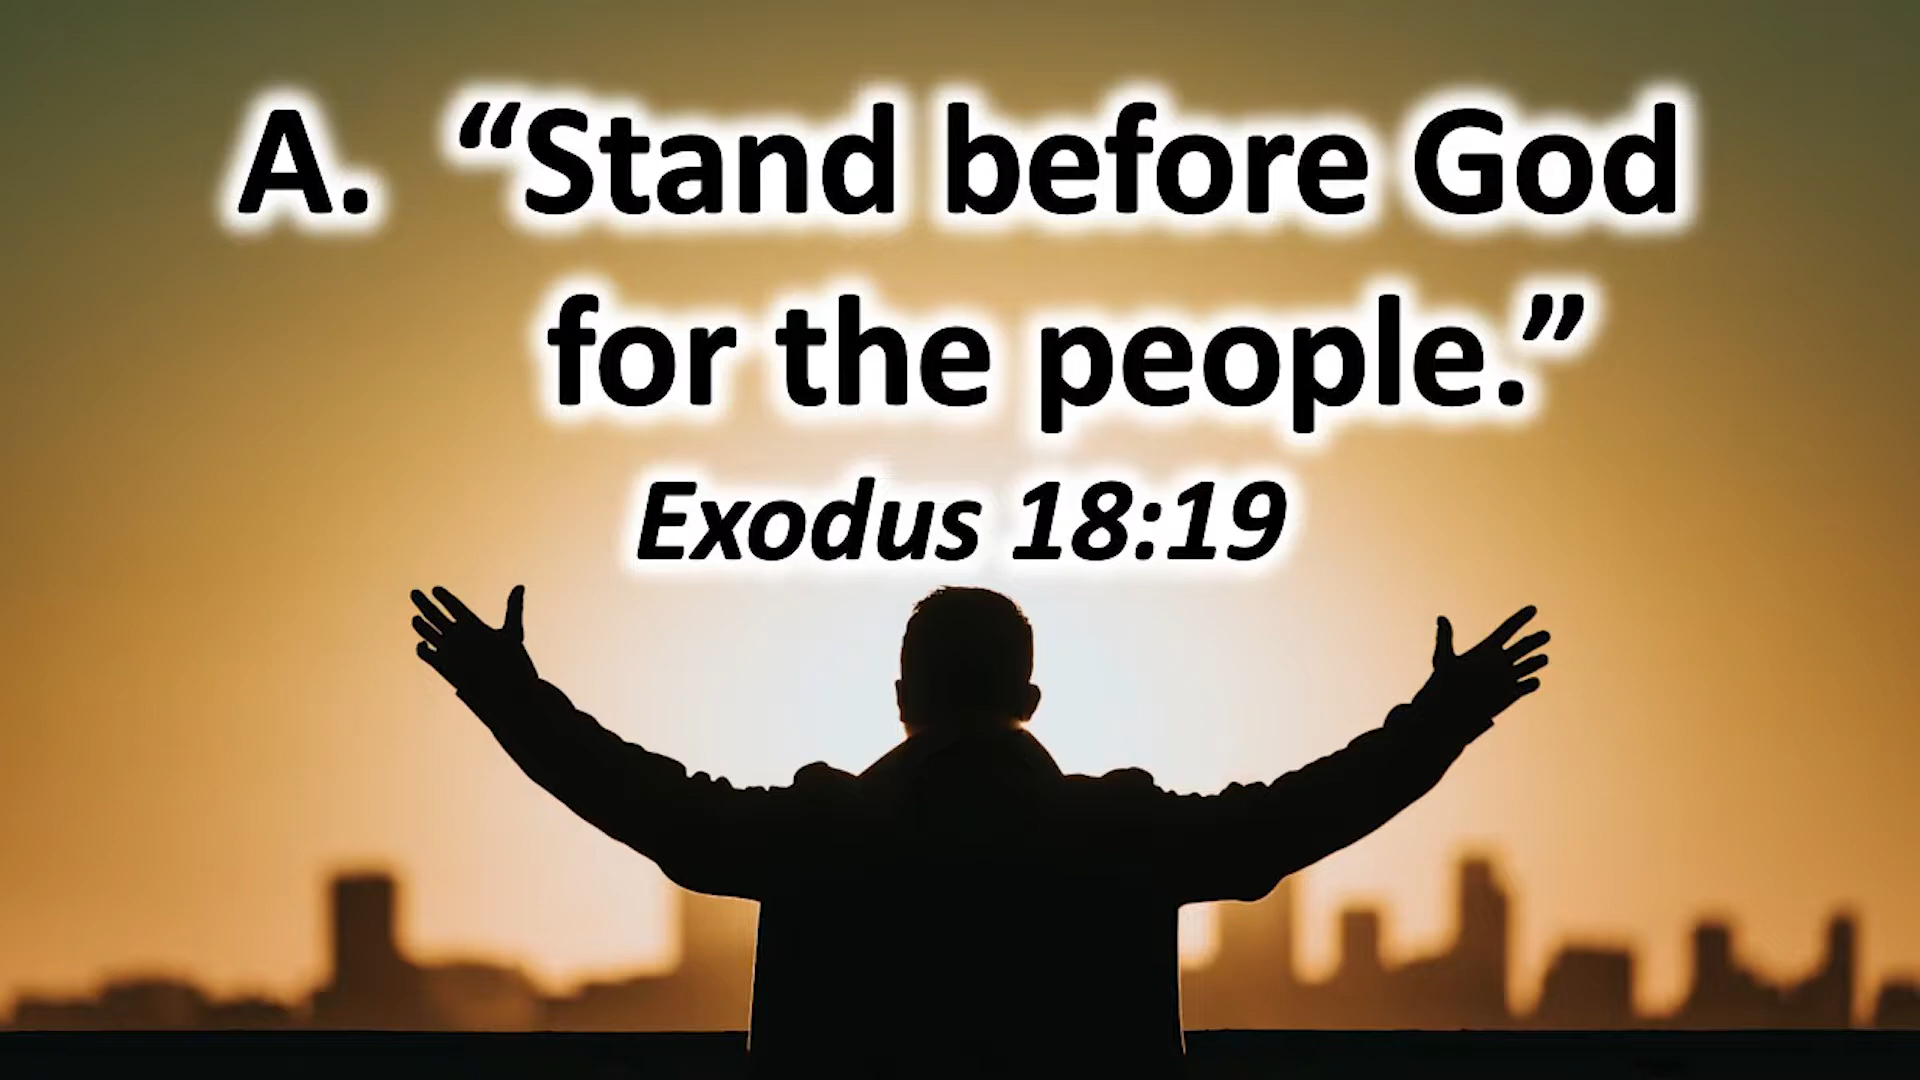 A. “Stand before God
for the people.”
Exodus 18:19